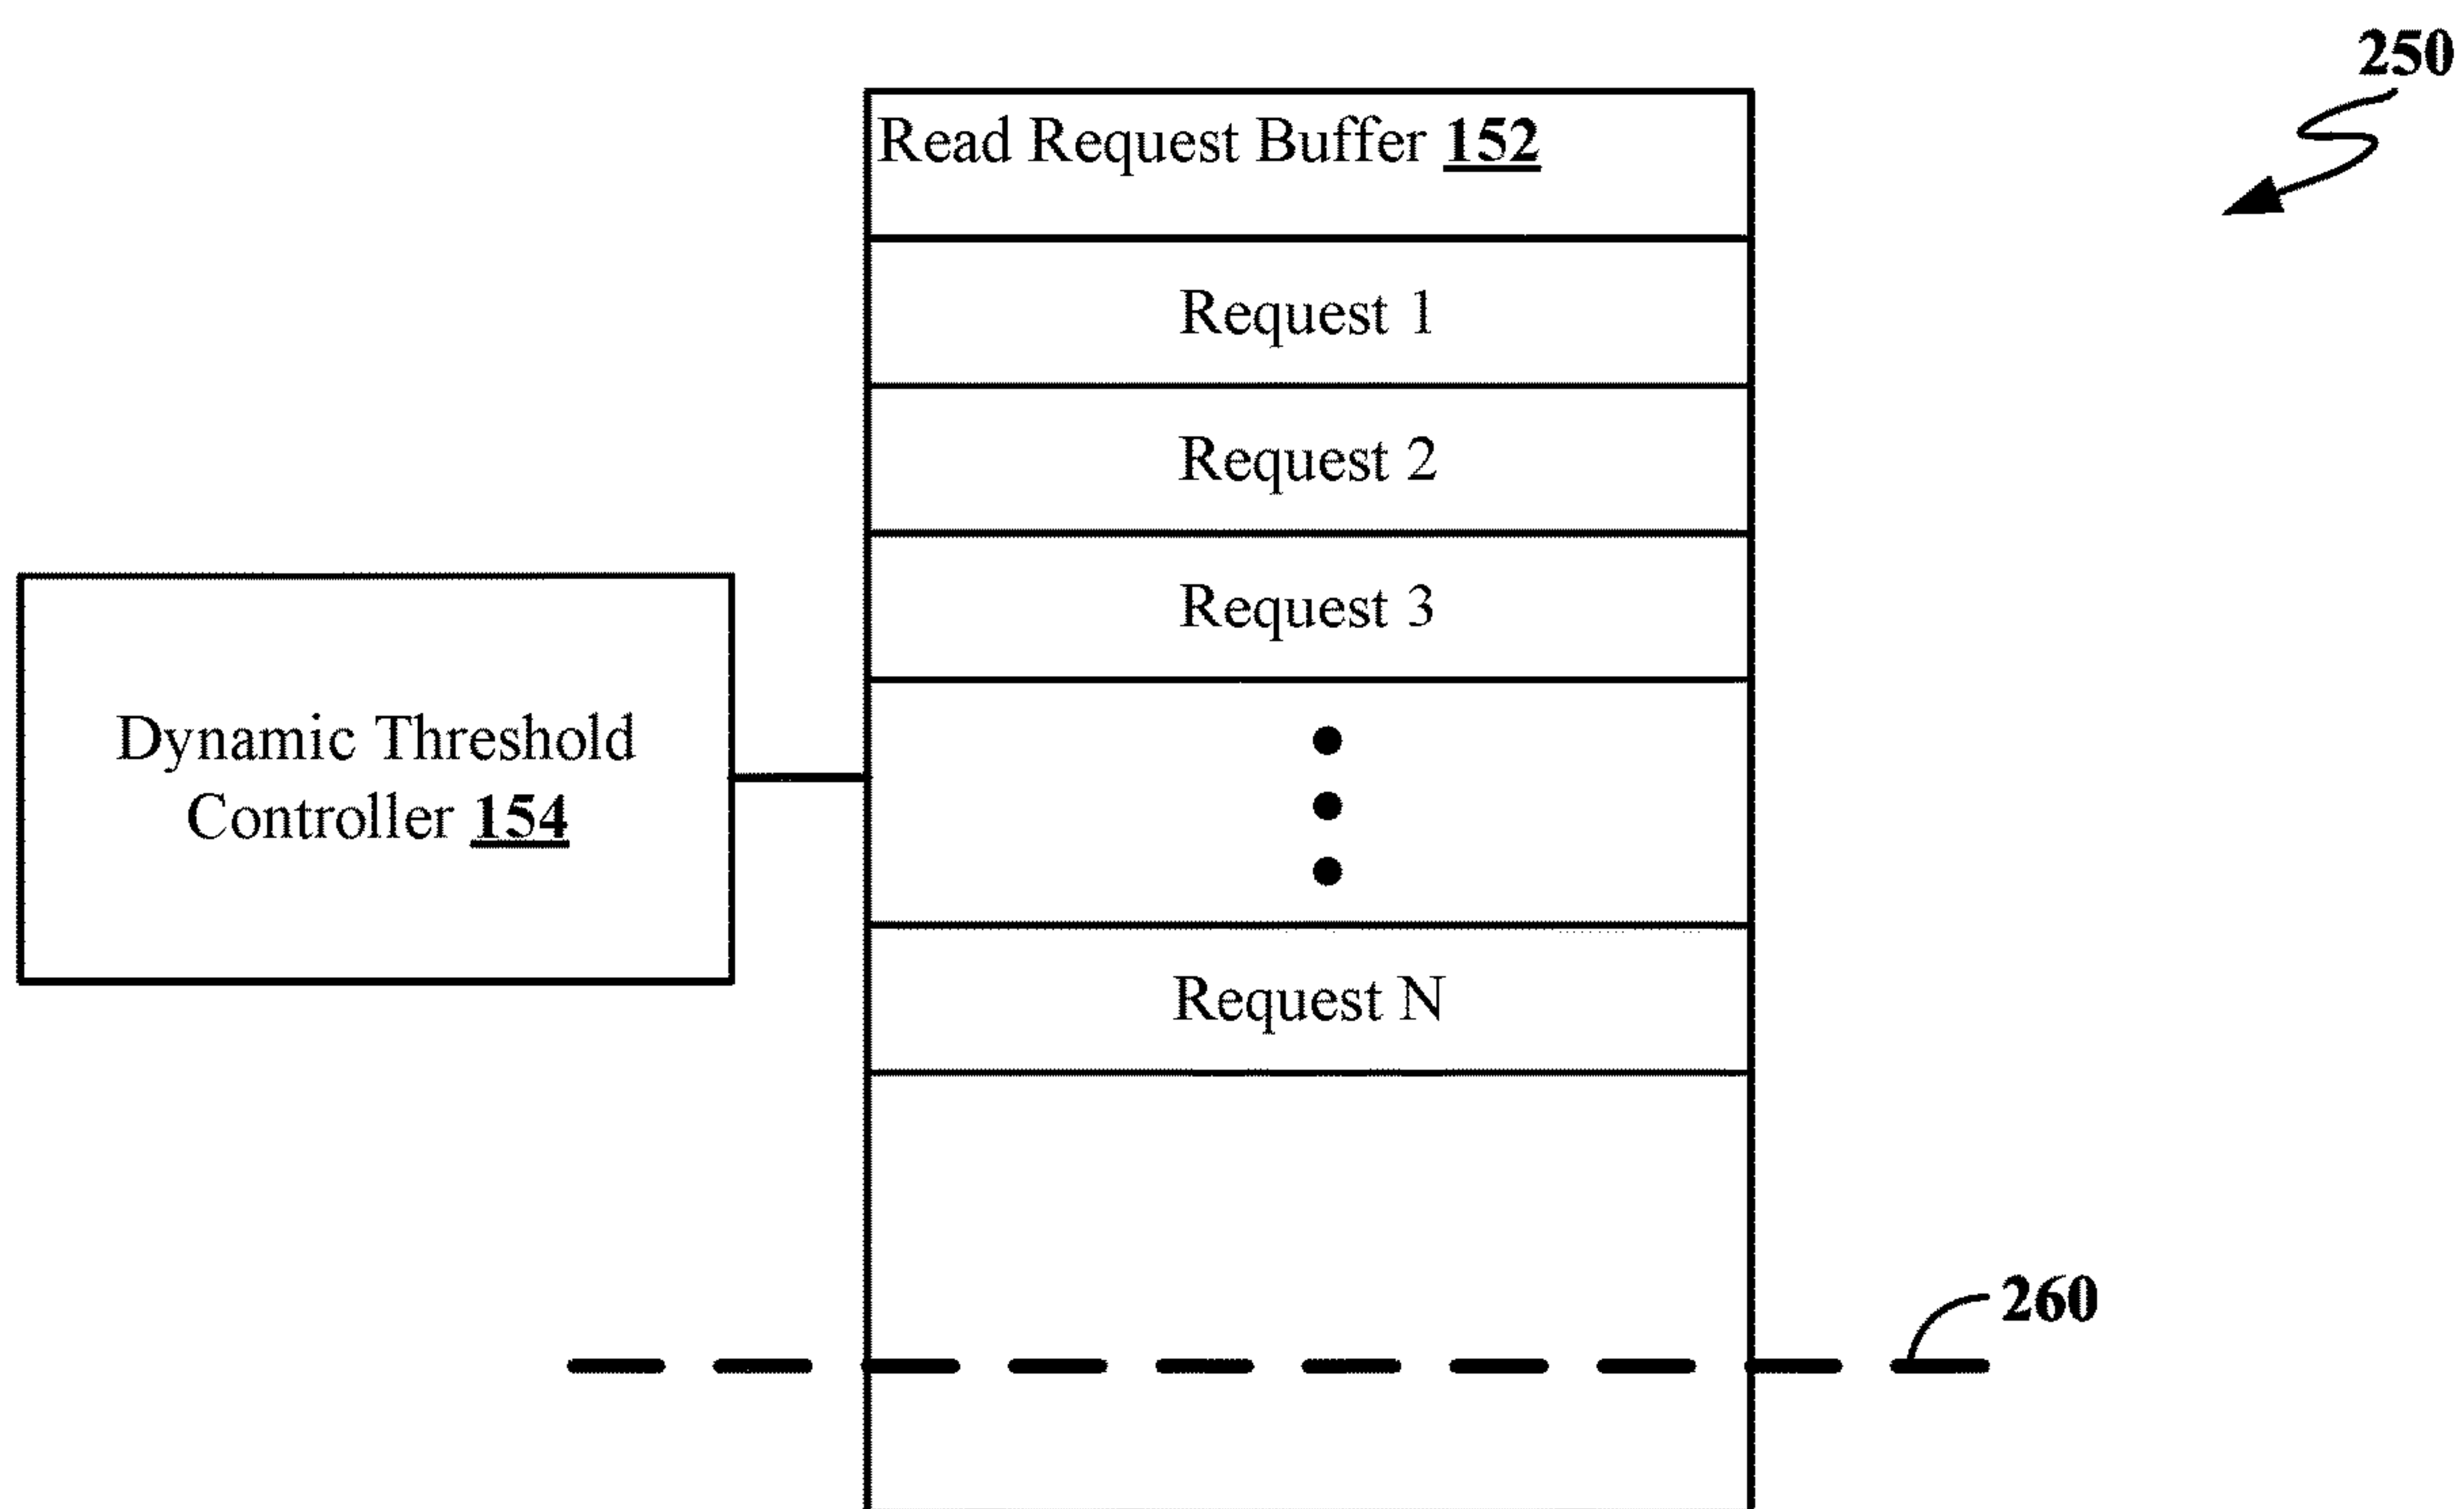 250
Read Request Buffer 152
Request 1
Request 2
Request 3
Dynamic Threshold
Controller 154
Request N
260